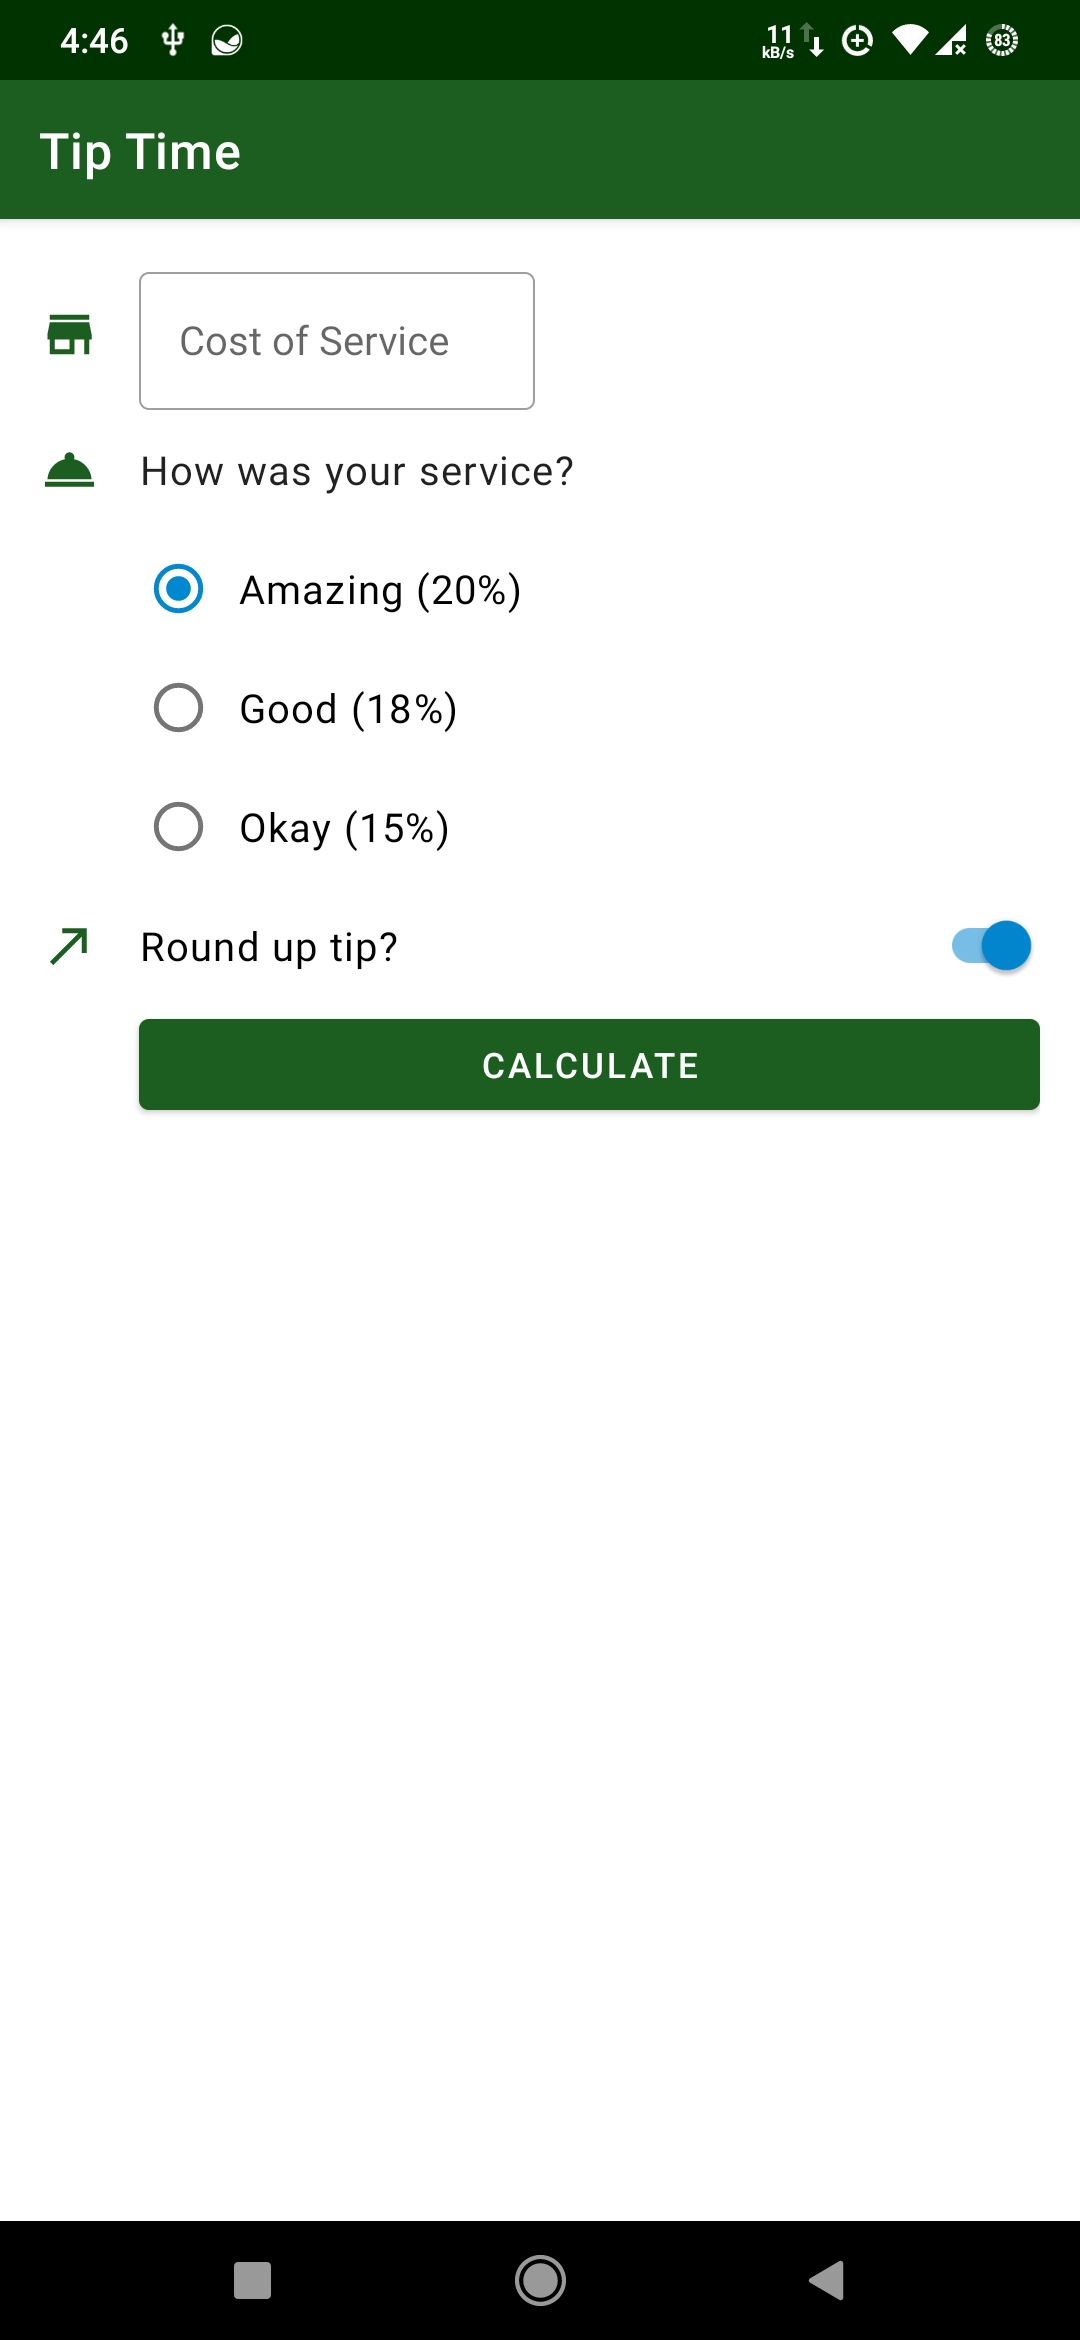 4:46
11
kB/s
83
Tip Time
Cost of Service
How was your service?
Amazing (20%)
Good (18%)
Okay (15%)
Round up tip?
CALCULATE